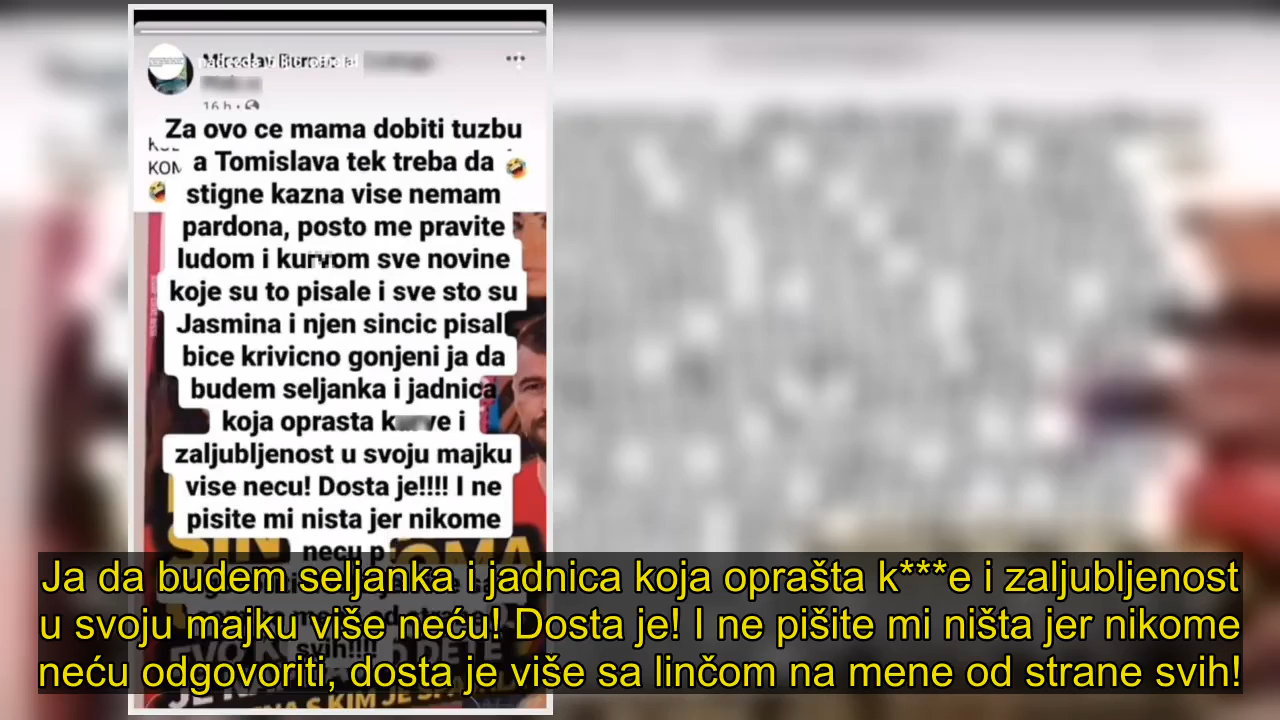 16 h
Za ovo ce mama dobiti tuzbu
a Tomislava tek treba da
stigne kazna vise nemam
pardona, posto me pravite
ludom i kurvom sve novine
koje su to pisale i sve sto su
Jasmina i njen sincic pisali
bice krivicno gonjeni ja da
budem seljanka i jadnica
koja oprasta k ve i
zaljubljenost u svoju majku
vise necu! Dosta je!!!! I ne
pisite mi nista jer nikome
necu
svih!!!!
Ja da budem seljanka i jadnica koja oprašta k***e i zaljubljenost
u svoju majku više neću! Dosta je! I ne pišite mi ništa jer nikome
neću odgovoriti, dosta je više sa linčom na mene od strane svih!